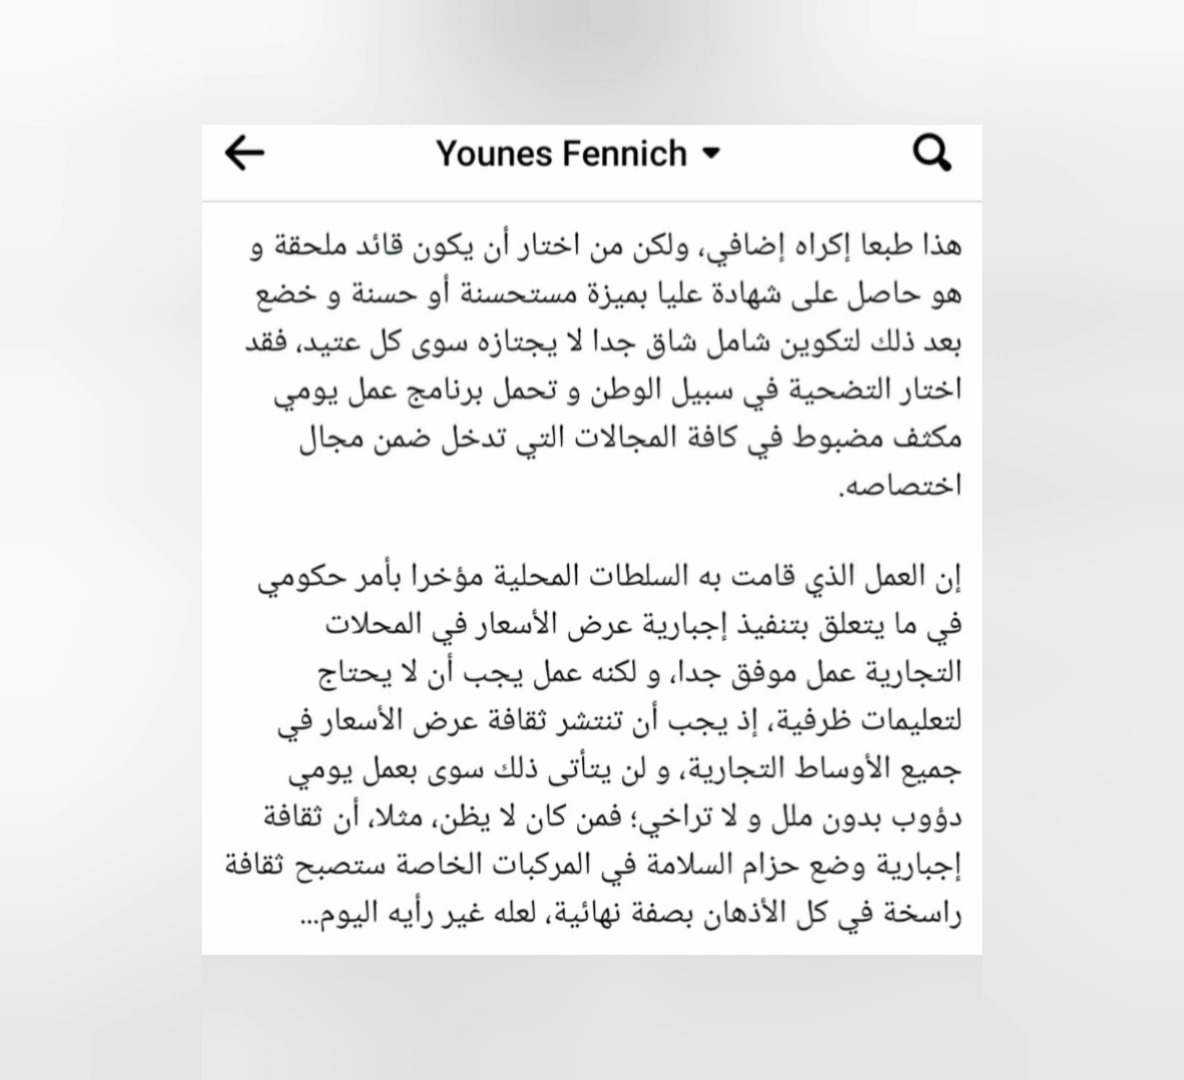 Younes Fennich
هذا طبعا إكراه إضافي، ولكن من اختار أن يكون قائد ملحقة و
هو حاصل على شهادة عليا بميزة مستحسنة أو حسنة و خضع
بعد ذلك لتكوين شامل شاق جدا لا يجتازه سوى كل عتيد، فقد
اختار التضحية في سبيل الوطن و تحمل برنامج عمل يومي
مكثف مضبوط في كافة المجالات التي تدخل ضمن مجال
اختصاصه.
إن العمل الذي قامت به السلطات المحلية مؤخرا بأمر حكومي
في ما يتعلق بتنفيذ إجبارية عرض الأسعار في المحلات
التجارية عمل موفق جدا، و لكنه عمل يجب أن لا يحتاج
لتعليمات ظرفية، إذ يجب أن تنتشر ثقافة عرض الأسعار في
جميع الأوساط التجارية، و لن يتأتى ذلك سوى بعمل يومي
دؤوب بدون ملل و لا تراخي؛ فمن كان لا يظن، مثلا، أن ثقافة
إجبارية وضع حزام السلامة في المركبات الخاصة ستصبح ثقافة
راسخة في كل الأذهان بصفة نهائية، لعله غير رأيه اليوم...